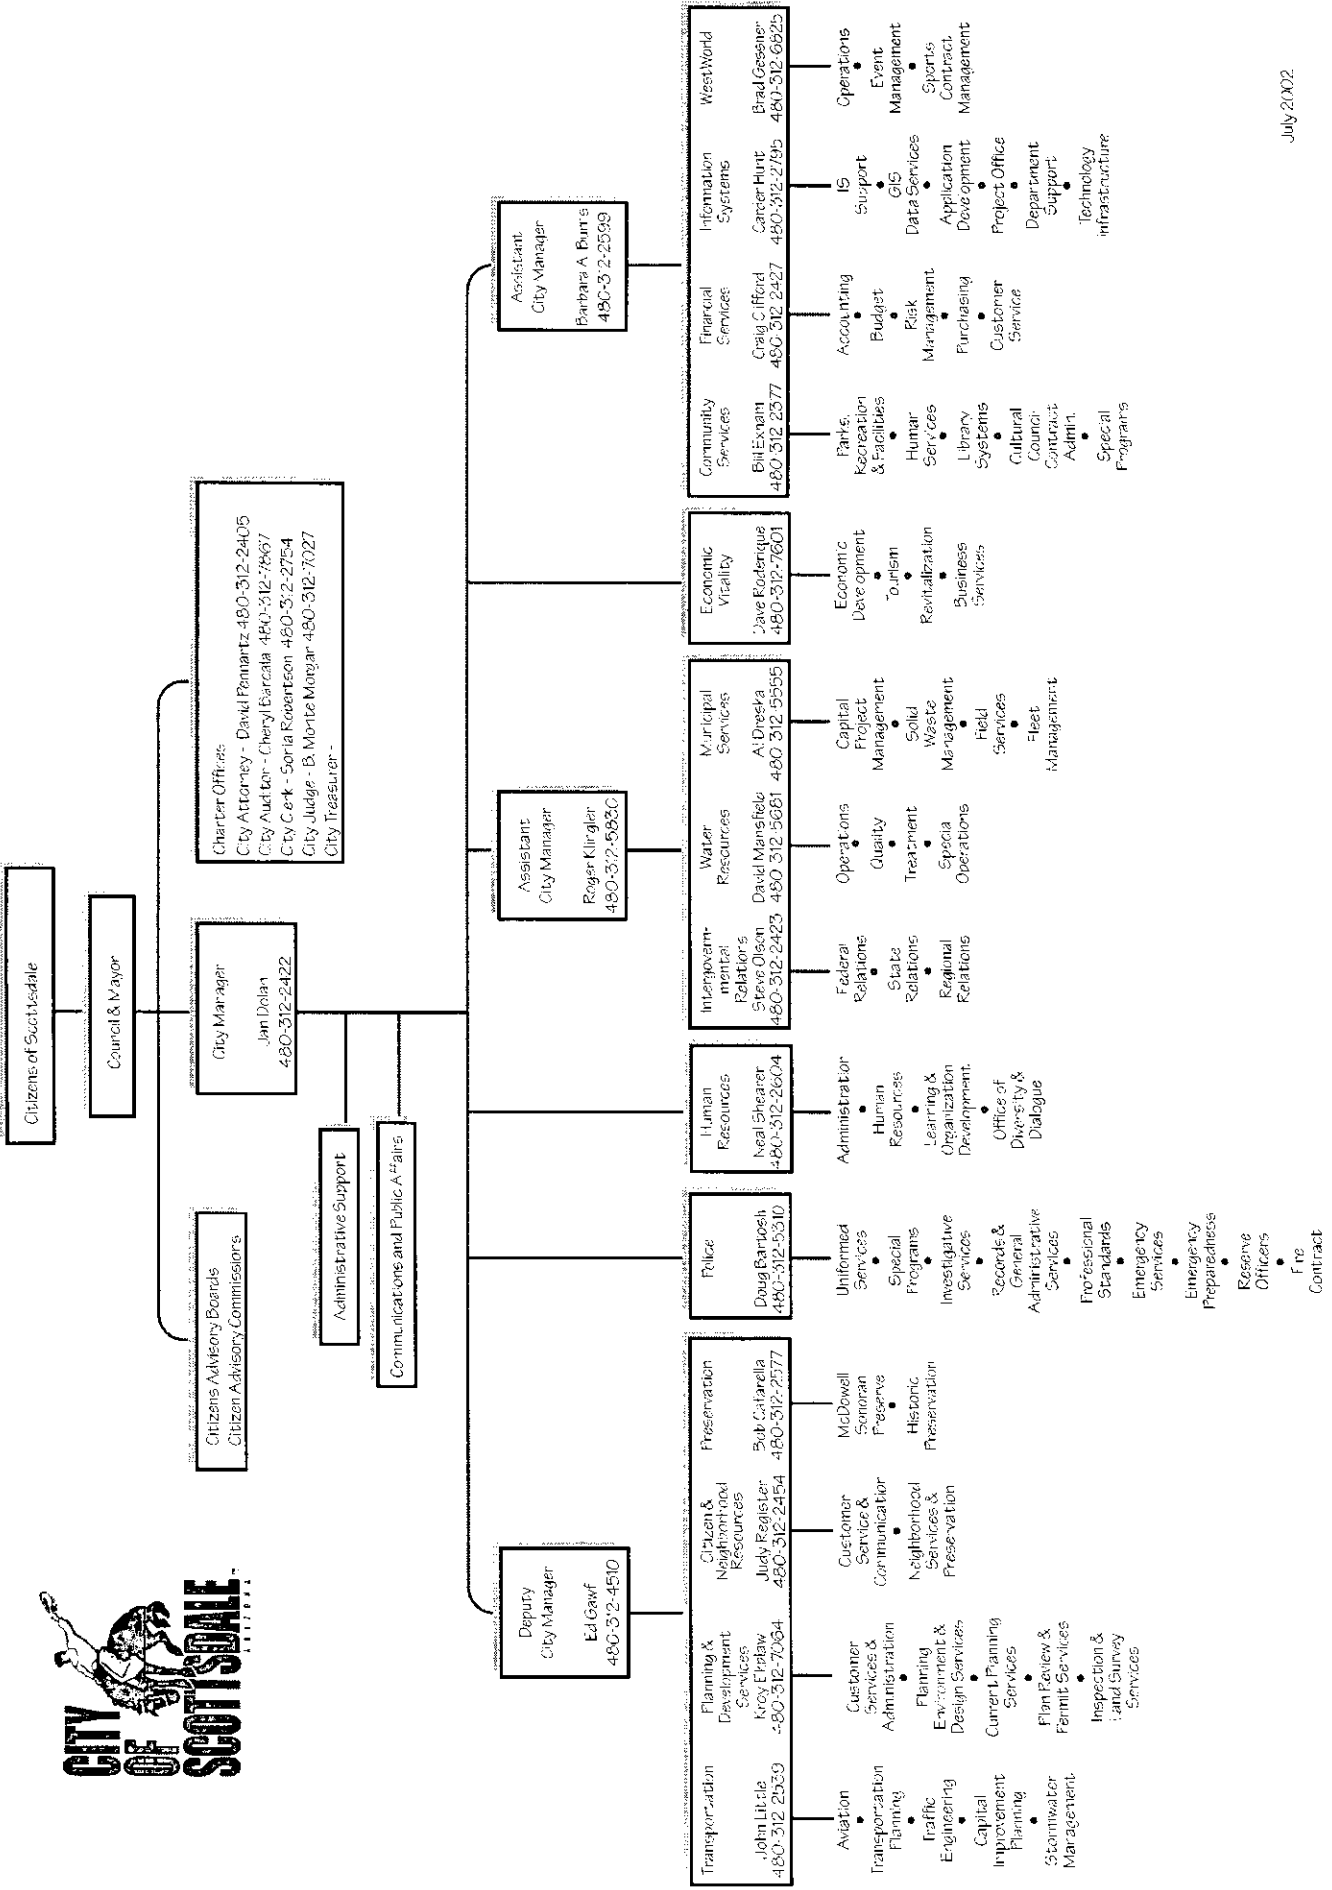 CITY
OF
SCOTTSDALE
ARIZONA
Citizens of Scottsdale
Council & Mayor
Citizens Advisory Boards
Citizen Advisory Commissions
City Manager
Jan Dolan
480-312-2422
Charter Offices
City Attorney - David Pennartz 480-312-2405
City Auditor - Cheryl Barcala 480-312-7867
City Clerk - Sonia Robertson 480-312-2754
City Judge - B. Monte Morgan 480-312-7027
City Treasurer -
Administrative Support
Communications and Public Affairs
Deputy
City Manager
Ed Gawf
480-312-4510
Assistant
City Manager
Roger Klingler
480-312-5830
Assistant
City Manager
Barbara A. Burns
480-312-2599
Transportation
John Little
480-312 2539
Planning &
Development
Services
Kroy Ekblaw
480-312-7064
Citizen &
Neighborhood
Resources
Judy Register
480-312-2454
Preservation
Bob Cafarella
480-312-2577
Police
Doug Bartosh
480-312-5310
Human
Resources
Neal Shearer
480-312-2604
Intergovern-
mental
Relations
Steve Olson
480-312-2423
Water
Resources
David Mansfield
480 312-5681
Municipal
Services
Al Dreska
480 312-5555
Economic
Vitality
Dave Roderique
480-312-7601
Community
Services
Bill Exham
480-312 2377
Financial
Services
Craig Clifford
480 312 2427
Information
Systems
Carder Hunt
480-312-2795
WestWorld
Brad Gessner
480-312-6825
Aviation
•
Transportation
Planning
•
Traffic
Engineering
•
Capital
Improvement
Planning
•
Stormwater
Management
Customer
Services &
Administration
•
Planning
Environment &
Design Services
•
Current Planning
Services
•
Plan Review &
Permit Services
•
Inspection &
Land Survey
Services
Customer
Service &
Communication
•
Neighborhood
Services &
Preservation
McDowell
Sonoran
Preserve
•
Historic
Preservation
Uniformed
Services
•
Special
Programs
•
Investigative
Services
•
Records &
General
Administrative
Services
•
Professional
Standards
•
Emergency
Services
•
Emergency
Preparedness
•
Reserve
Officers
•
Fire
Contract
Administration
•
Human
Resources
•
Learning &
Organization
Development
•
Office of
Diversity &
Dialogue
Federal
Relations
•
State
Relations
•
Regional
Relations
Operations
•
Quality
•
Treatment
•
Special
Operations
Capital
Project
Management
•
Solid
Waste
Management
•
Field
Services
•
Fleet
Management
Economic
Development
•
Tourism
•
Revitalization
•
Business
Services
Parks,
Recreation
& Facilities
•
Human
Services
•
Library
Systems
•
Cultural
Council
Contract
Admin.
•
Special
Programs
Accounting
•
Budget
•
Risk
Management
•
Purchasing
•
Customer
Service
IS
Support
•
GIS
Data Services
•
Application
Development
•
Project Office
•
Department
Support
•
Technology
Infrastructure
Operations
•
Event
Management
•
Sports
Contract
Management
July 2002